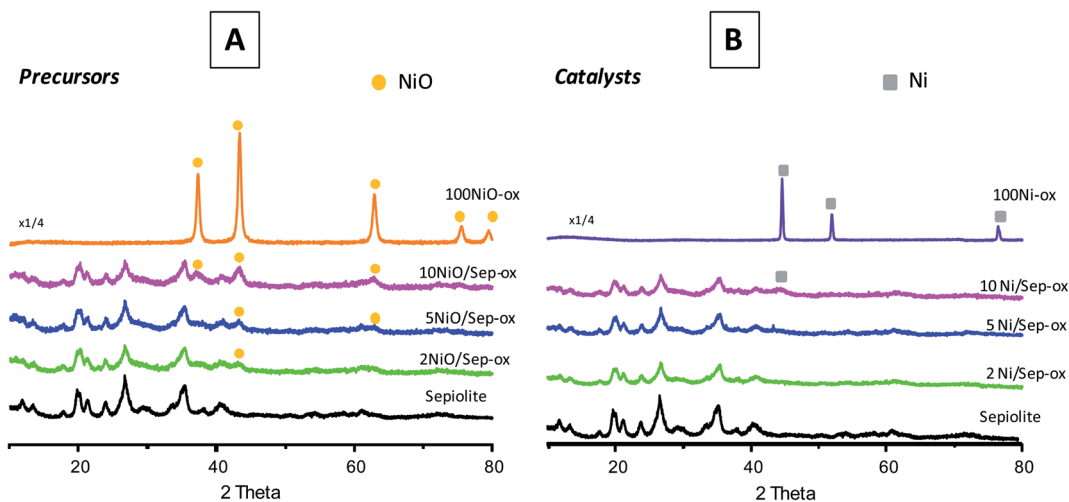 A
Precursors
NiO
100NiO-ox
x1/4
10NiO/Sep-ox
5NiO/Sep-ox
2NiO/Sep-ox
Sepiolite
20
40
60
80
2 Theta
B
Catalysts
Ni
100Ni-ox
x1/4
10 Ni/Sep-ox
5 Ni/Sep-ox
2 Ni/Sep-ox
Sepiolite
20
40
60
80
2 Theta